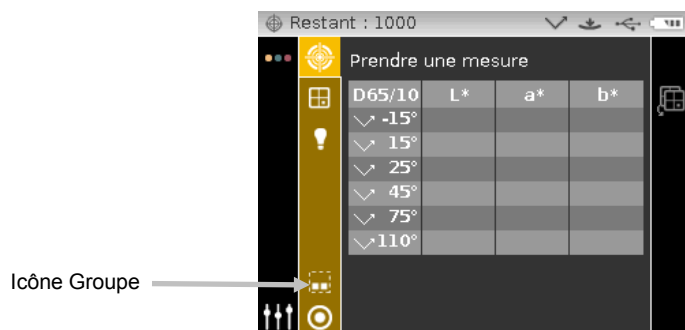 Restant : 1000
Prendre une mesure
D65/10 L* a* b*
-15°
15°
25°
45°
75°
110°
Icône Groupe